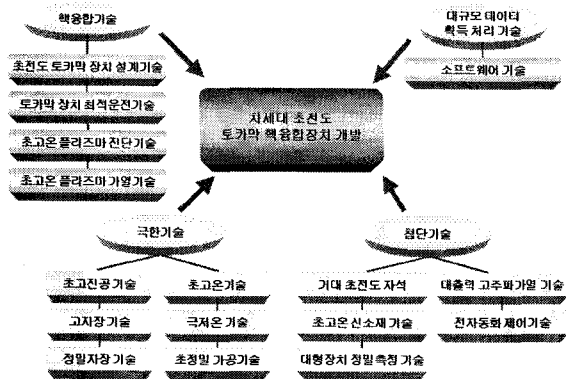 핵융합기술
초전도 토카막 장치 설계기술
토카막 장치 최적운전기술
초고온 플라즈마 진단기술
초고온 플라즈마 가열기술
대규모 데이터
획득 처리 기술
소프트웨어 기술
차세대 초전도
토카막 핵융합장치 개발
극한기술
초고진공 기술
고자장 기술
정밀자장 기술
초고온기술
극저온 기술
초정밀 가공기술
첨단기술
거대 초전도 자석
초고온 신소재 기술
대형장치 정밀 측정 기술
대출력 고주파가열 기술
전자동화 제어기술